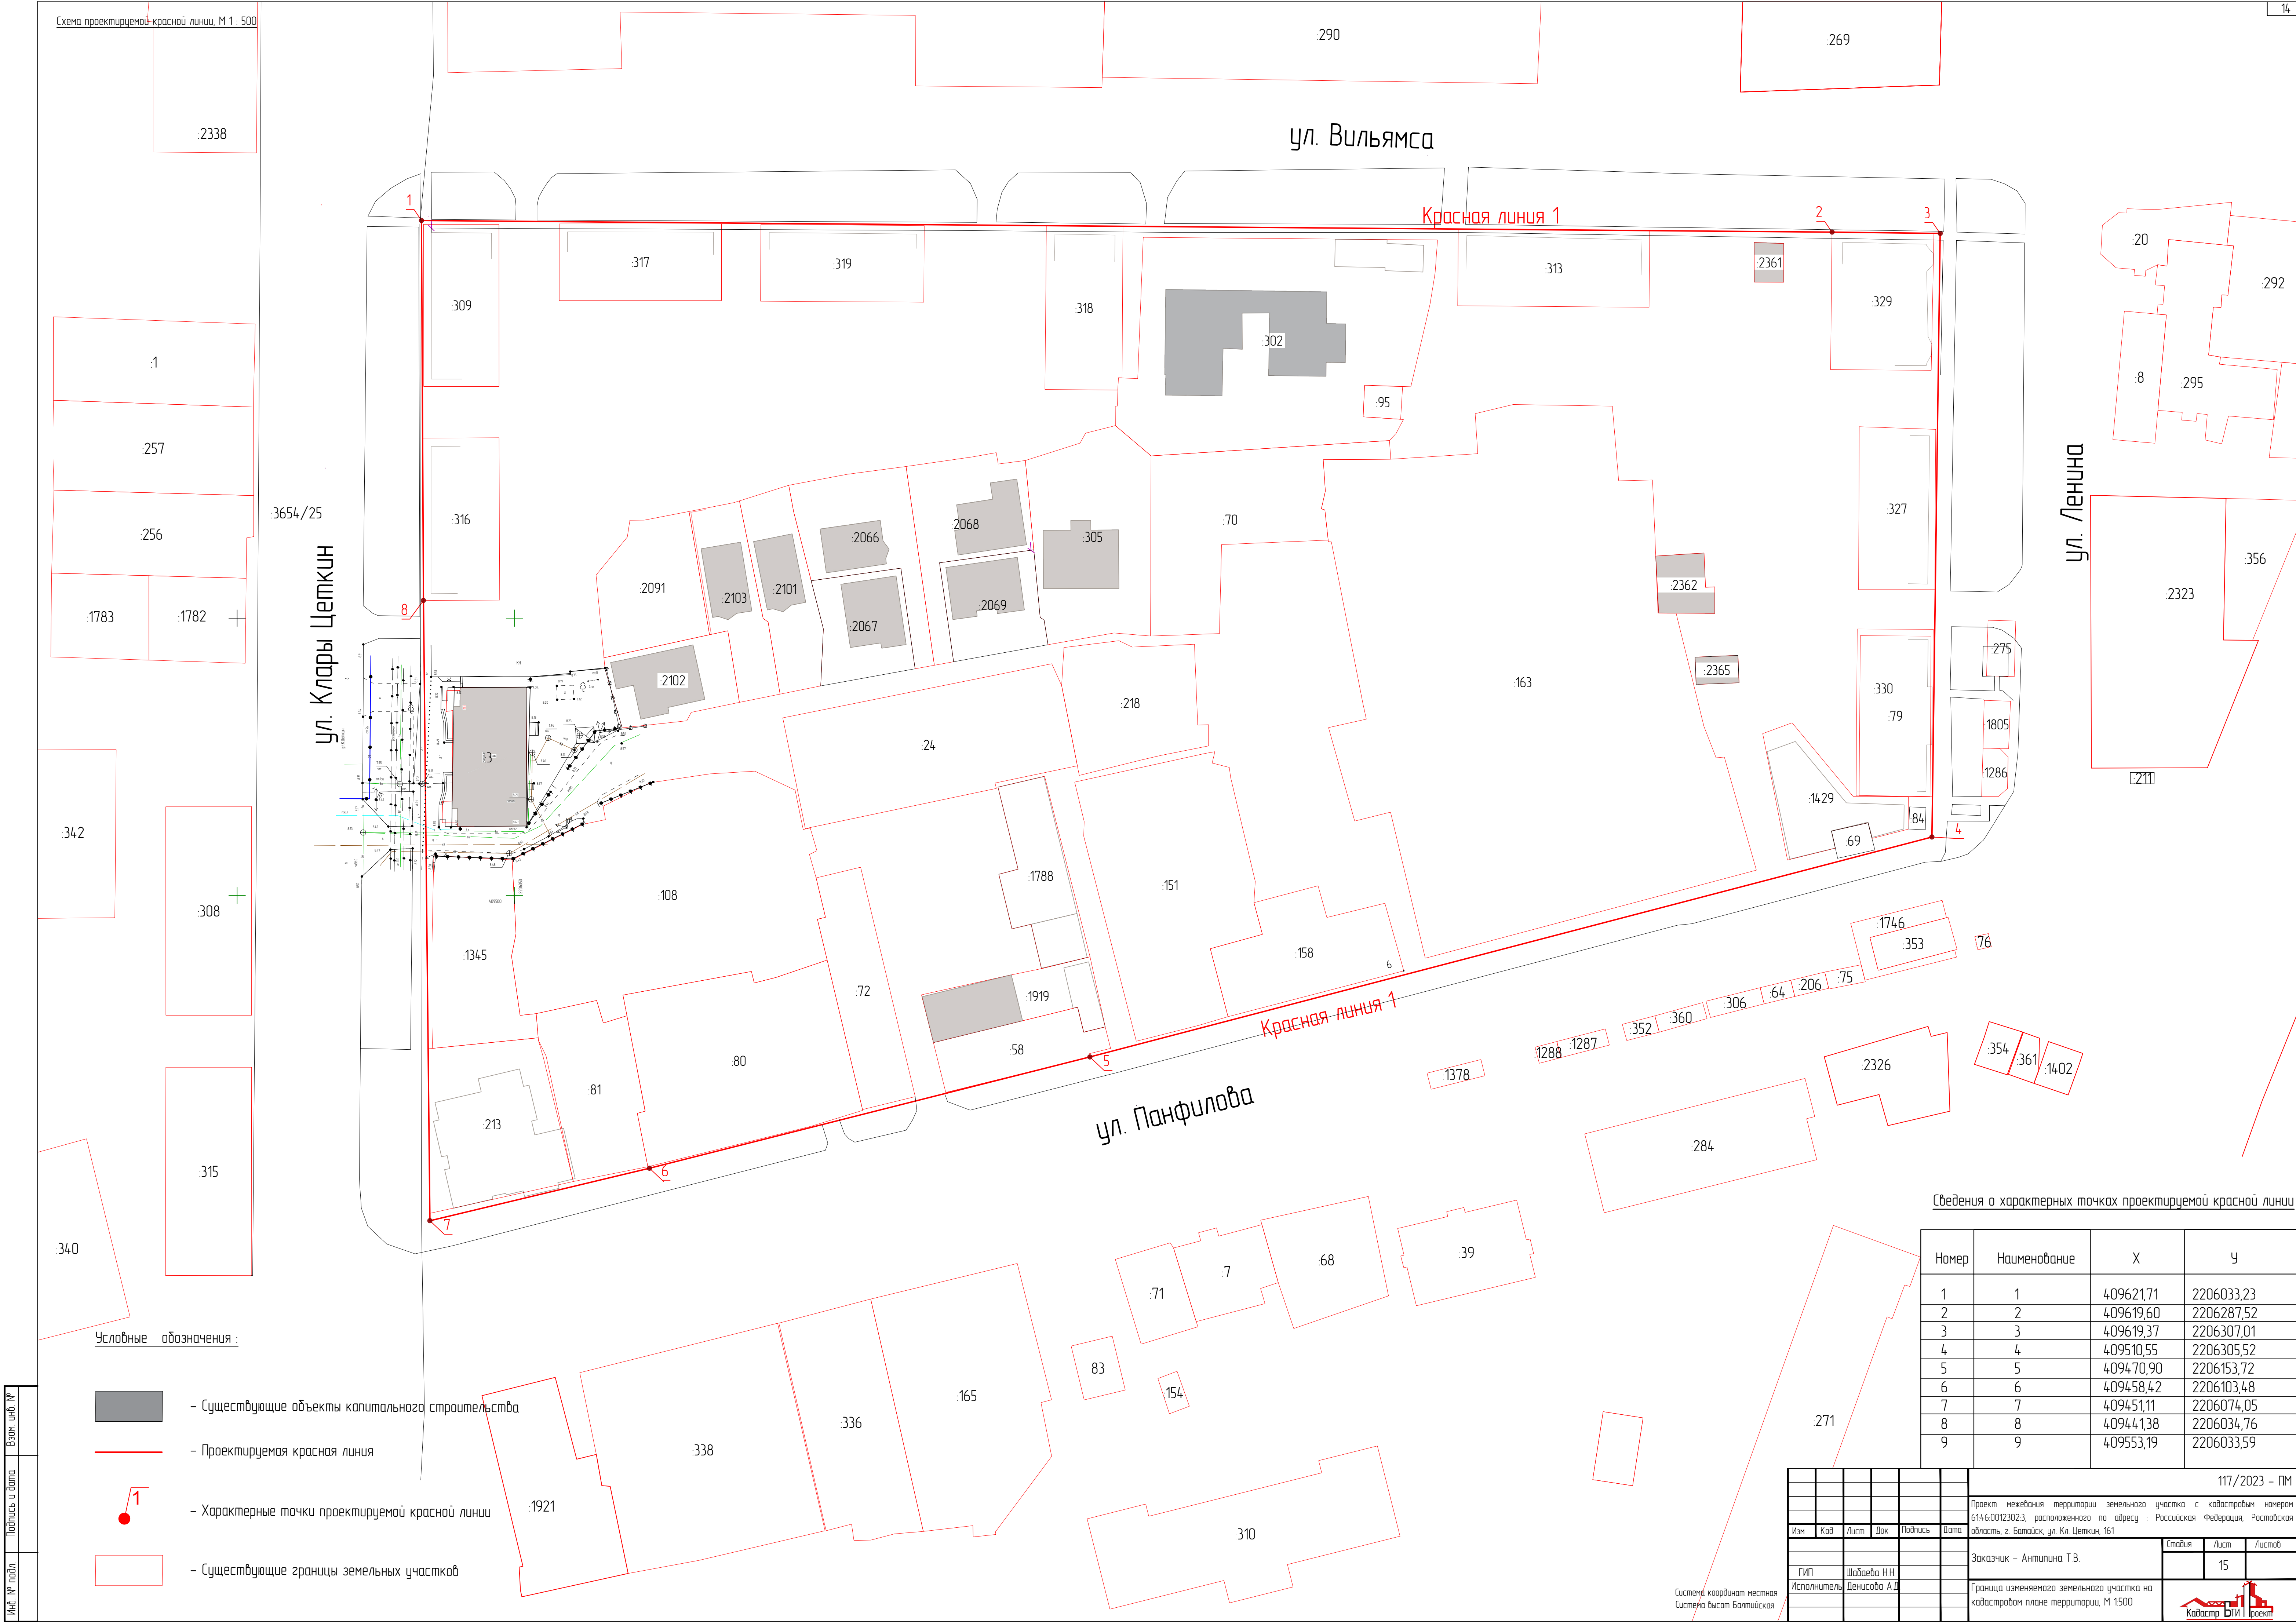 Схема проектируемой красной линии, М 1 : 500
14
:290
:269
:2338
ул. Вильямса
1
Красная линия 1
2
3
:20
:292
:309
:317
:319
:318
:302
:313
:2361
:329
:1
:95
:8
:295
:257
:3654/25
:316
:256
:2066
:2068
:305
:70
:327
ул. Ленина
:356
:2323
:2362
:1783
:1782
8
ул. Клары Цеткин
:2091
:2103
:2101
:2067
:2069
:2102
:163
:2365
:330
:79
:275
:1805
:1286
:211
:3
:24
:218
:342
:1429
:84
4
:69
:308
:108
:1788
:151
:1345
:158
6
:1746
:353
:76
:72
:1919
Красная линия 1
:306
:64
:206
:75
:352
:360
:1288
:1287
:1378
:58
5
:80
:81
:213
ул. Панфилова
:354
:361
:1402
:2326
:284
:315
6
7
:340
:71
:7
:68
:39
:83
:154
:165
:336
:338
:1921
:310
:271
Условные обозначения :
– Существующие объекты капитального строительства
– Проектируемая красная линия
1
– Характерные точки проектируемой красной линии
– Существующие границы земельных участков
Взам. инв. №
Подпись и дата
Инв. № подл.
Сведения о характерных точках проектируемой красной линии
Номер Наименование X У
1 1 409621,71 2206033,23
2 2 409619,60 2206287,52
3 3 409619,37 2206307,01
4 4 409510,55 2206305,52
5 5 409470,90 2206153,72
6 6 409458,42 2206103,48
7 7 409451,11 2206074,05
8 8 409441,38 2206034,76
9 9 409553,19 2206033,59
117/2023 – ПМ
Проект межевания территории земельного участка с кадастровым номером
61:46:0012302:3, расположенного по адресу : Российская Федерация, Ростовская
область, г. Батайск, ул. Кл. Цеткин, 161
Изм Код Лист Док Подпись Дата
Заказчик – Антипина Т.В.
Стадия Лист Листов
15
ГИП Шабаева Н.Н.
Исполнитель Денисова А.Д
Граница изменяемого земельного участка на
кадастровом плане территории, М 1:500
Кадастр БТИ Проект
Система координат местная
Система высот Балтийская